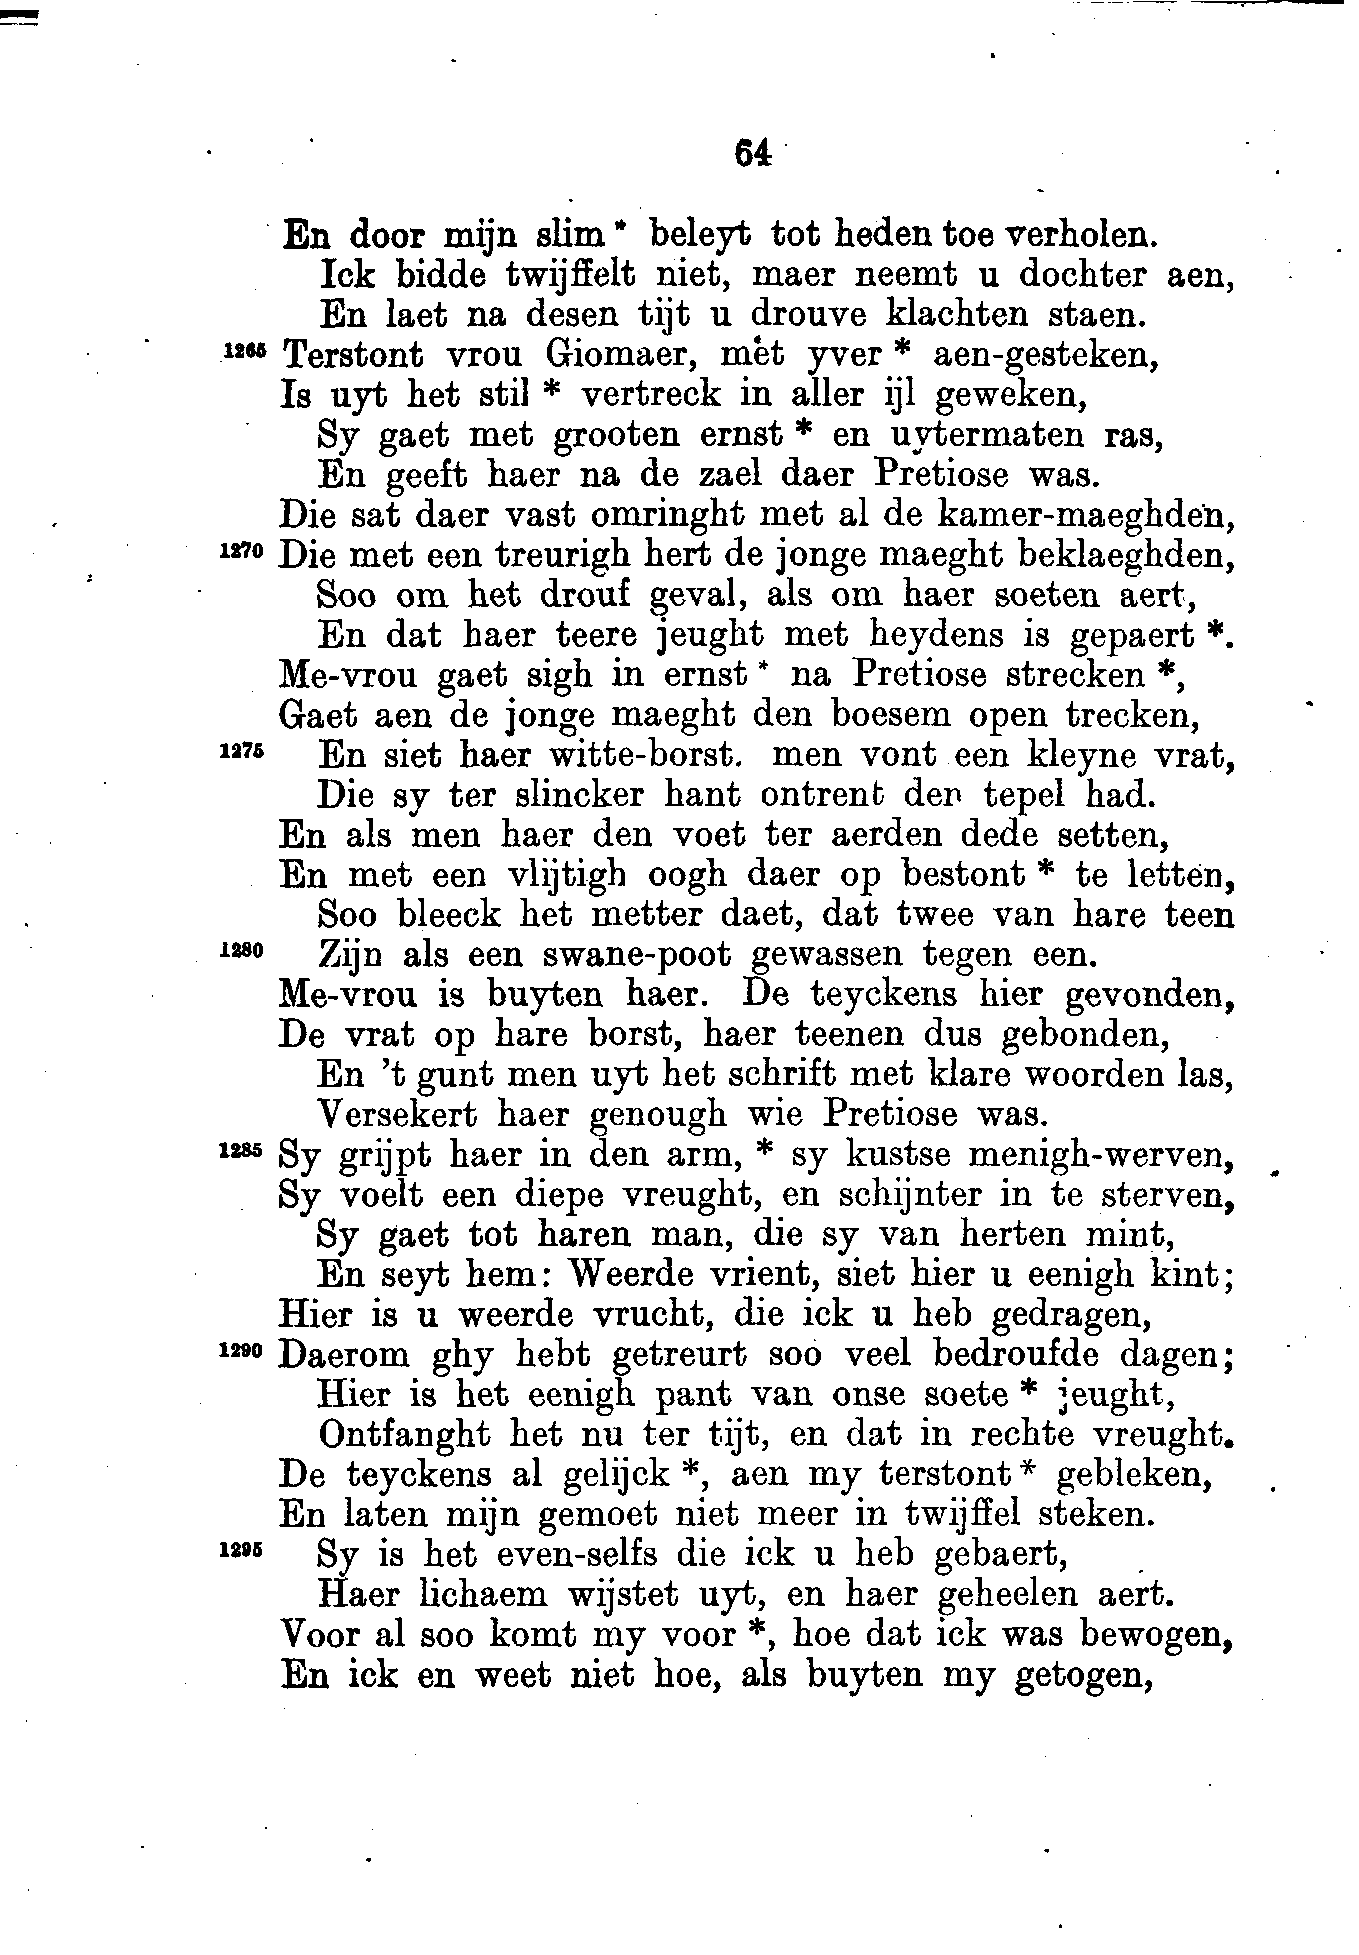 64
En door mijn slim * beleyt tot heden toe verholen.
Ick bidde twijffelt niet, maer neemt u dochter aen,
En laet na desen tijt u drouve klachten staen.
1265 Terstont vrou Giomaer, met yver * aen-gesteken,
Is uyt het stil * vertreck in aller ijl geweken,
Sy gaet met grooten ernst * en uytermaten ras,
En geeft haer na de zael daer Pretiose was.
Die sat daer vast omringht met al de kamer-maeghden,
1270 Die met een treurigh hert de jonge maeght beklaeghden,
Soo om het drouf geval, als om haer soeten aert,
En dat haer teere jeught met heydens is gepaert *.
Me-vrou gaet sigh in ernst * na Pretiose strecken *,
Gaet aen de jonge maeght den boesem open trecken,
1275 En siet haer witte-borst. men vont een kleyne vrat,
Die sy ter slincker hant ontrent den tepel had.
En als men haer den voet ter aerden dede setten,
En met een vlijtigh oogh daer op bestont * te letten,
Soo bleeck het metter daet, dat twee van hare teen
1280 Zijn als een swane-poot gewassen tegen een.
Me-vrou is buyten haer. De teyckens hier gevonden,
De vrat op hare borst, haer teenen dus gebonden,
En 't gunt men uyt het schrift met klare woorden las,
Versekert haer genough wie Pretiose was.
1285 Sy grijpt haer in den arm, * sy kustse menigh-werven,
Sy voelt een diepe vreught, en schijnter in te sterven,
Sy gaet tot haren man, die sy van herten mint,
En seyt hem: Weerde vrient, siet hier u eenigh kint;
Hier is u weerde vrucht, die ick u heb gedragen,
1290 Daerom ghy hebt getreurt soo veel bedroufde dagen;
Hier is het eenigh pant van onse soete * jeught,
Ontfanght het nu ter tijt, en dat in rechte vreught.
De teyckens al gelijck *, aen my terstont * gebleken,
En laten mijn gemoet niet meer in twijffel steken.
1295 Sy is het even-selfs die ick u heb gebaert,
Haer lichaem wijstet uyt, en haer geheelen aert.
Voor al soo komt my voor *, hoe dat ick was bewogen,
En ick en weet niet hoe, als buyten my getogen,